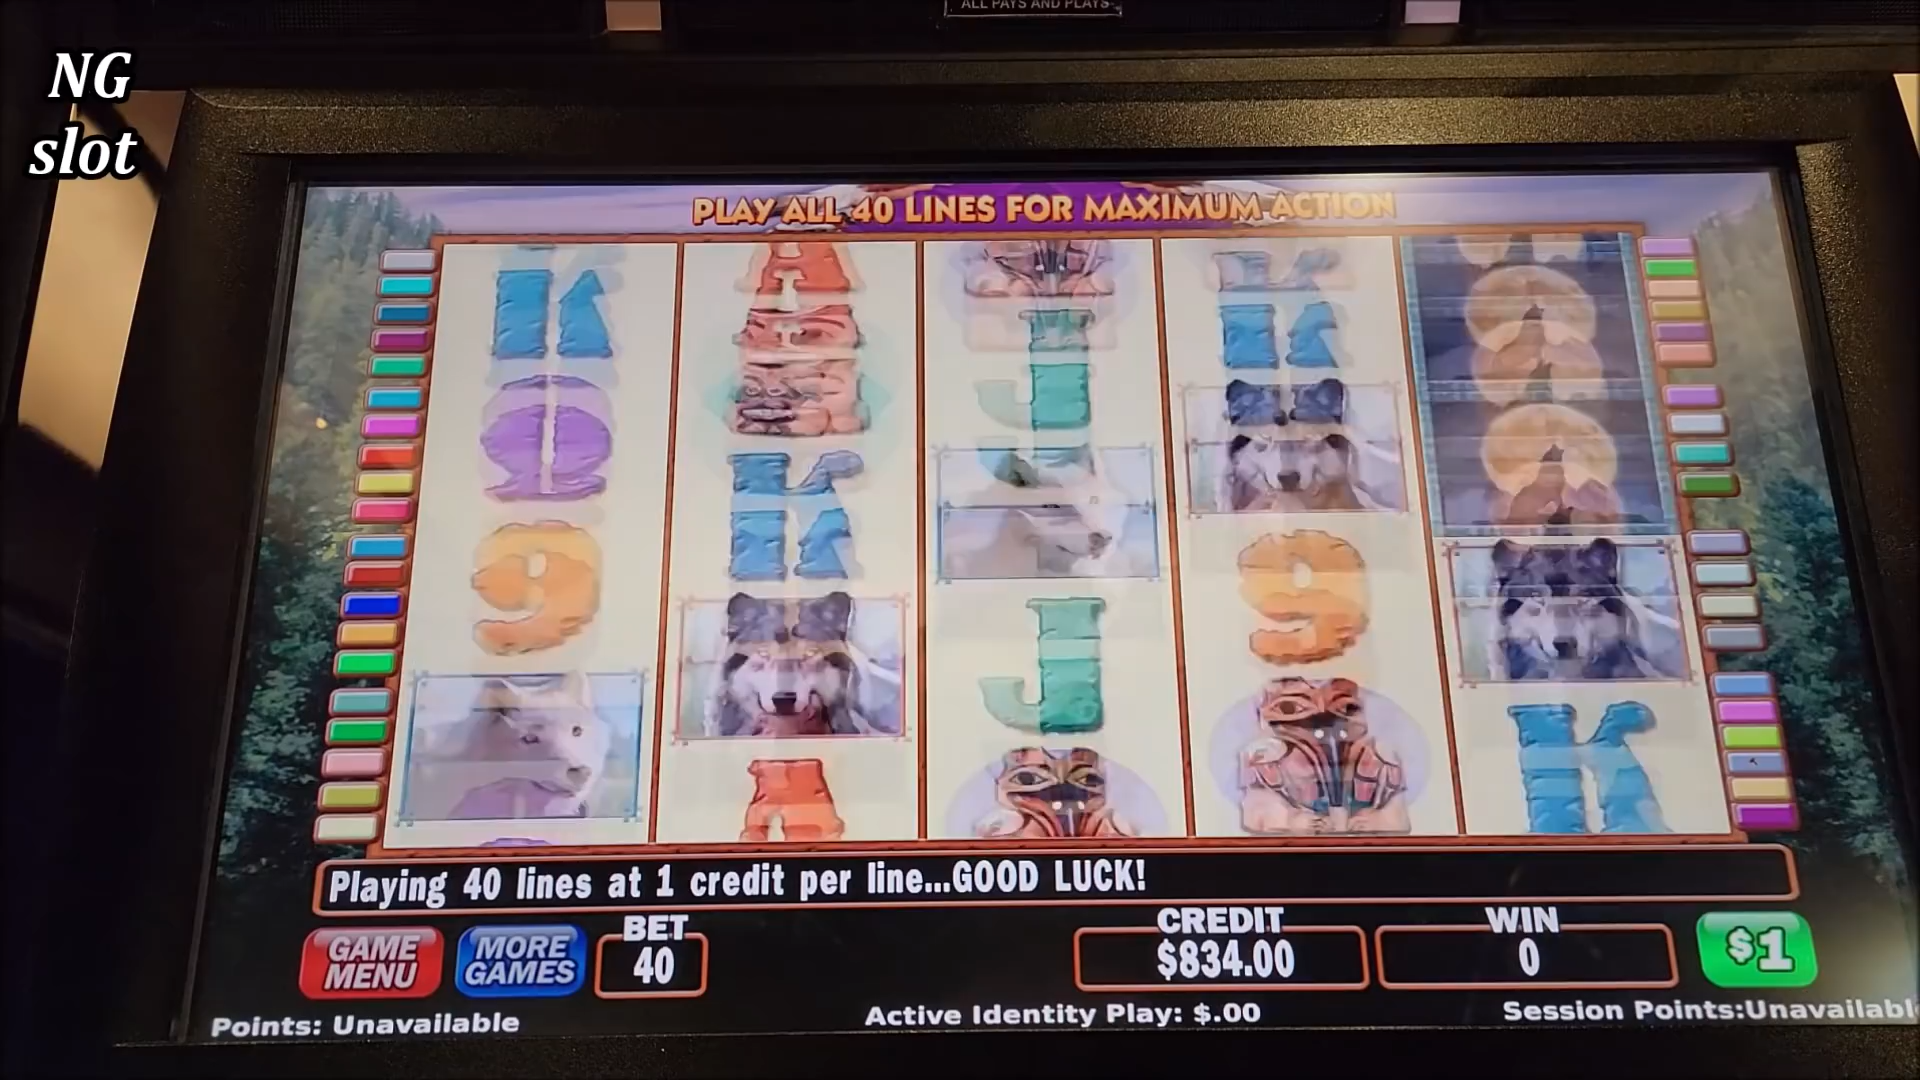 ALL PAYS AND PLAYS
NG
slot
PLAY ALL 40 LINES FOR MAXIMUM ACTION
K
A
J
K
Q
J
K
9
K
9
J
A
K
Playing 40 lines at 1 credit per line...GOOD LUCK!
GAME
MENU
MORE
GAMES
BET
40
CREDIT
$834.00
WIN
0
$1
Points: Unavailable
Active Identity Play: $.00
Session Points:Unavailabl